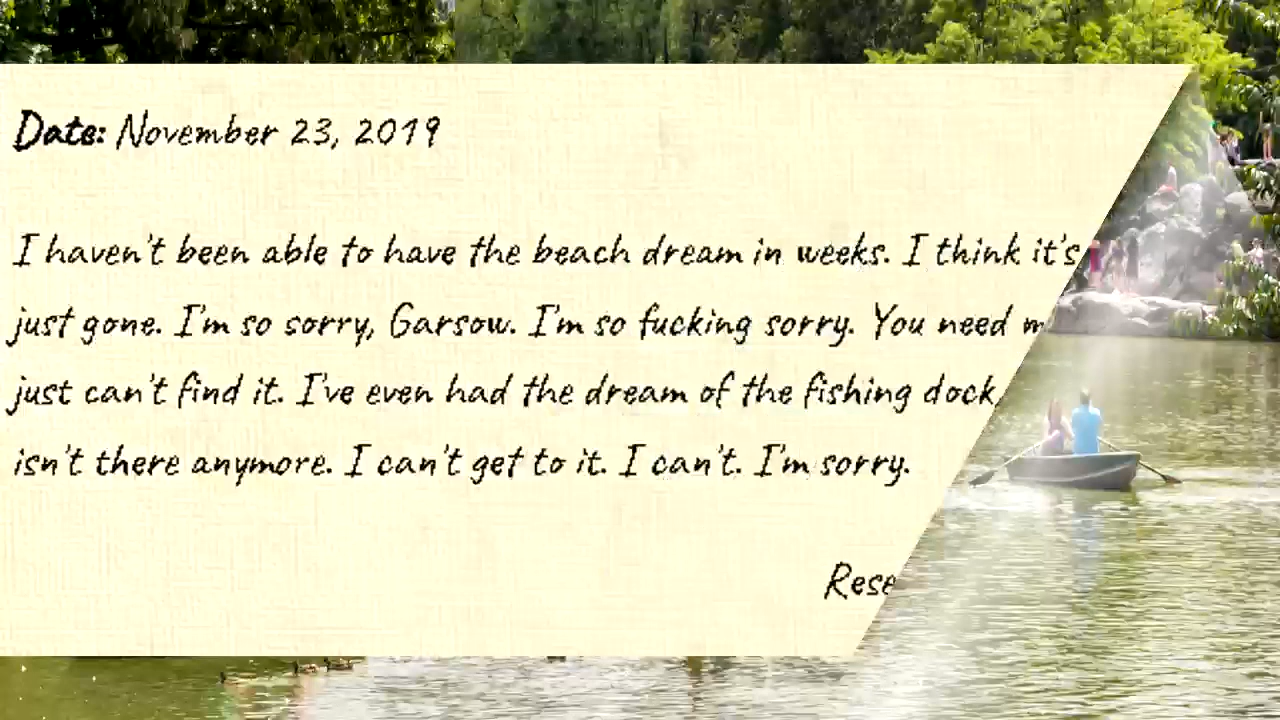 Date: November 23, 2019
I haven't been able to have the beach dream in weeks. I think it's
just gone. I'm so sorry, Garsow. I'm so fucking sorry. You need
just can't find it. I've even had the dream of the fishing dock,
isn't there anymore. I can't get to it. I can't. I'm sorry.